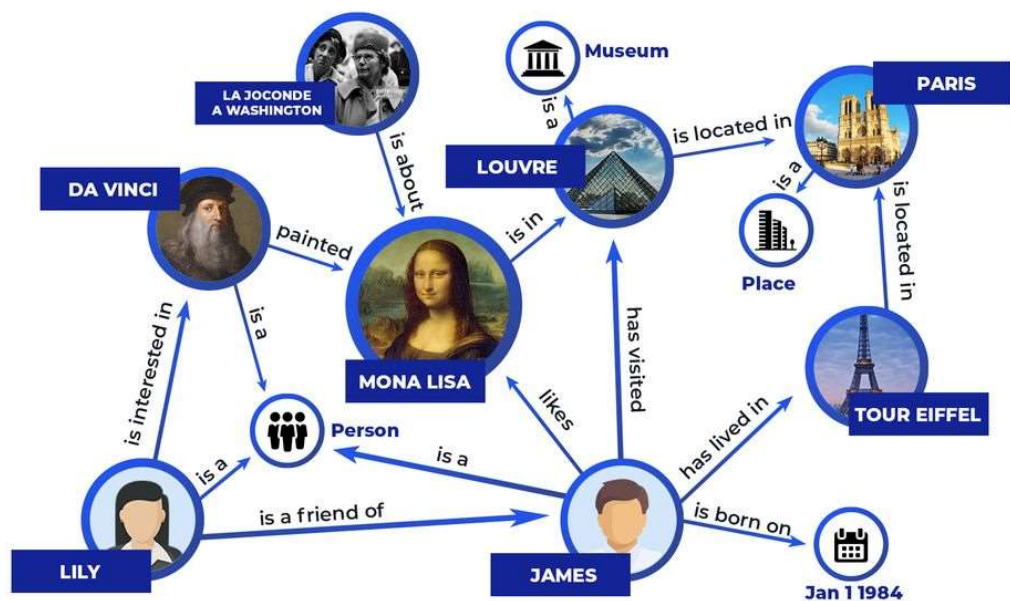 Museum
LA JOCONDE
A WASHINGTON
is a
PARIS
is located in
LOUVRE
is about
is a
DA VINCI
is in
is located in
painted
Place
is a
has visited
is interested in
MONA LISA
likes
TOUR EIFFEL
Person
is a
is a
has lived in
is a friend of
is born on
LILY
JAMES
Jan 1 1984